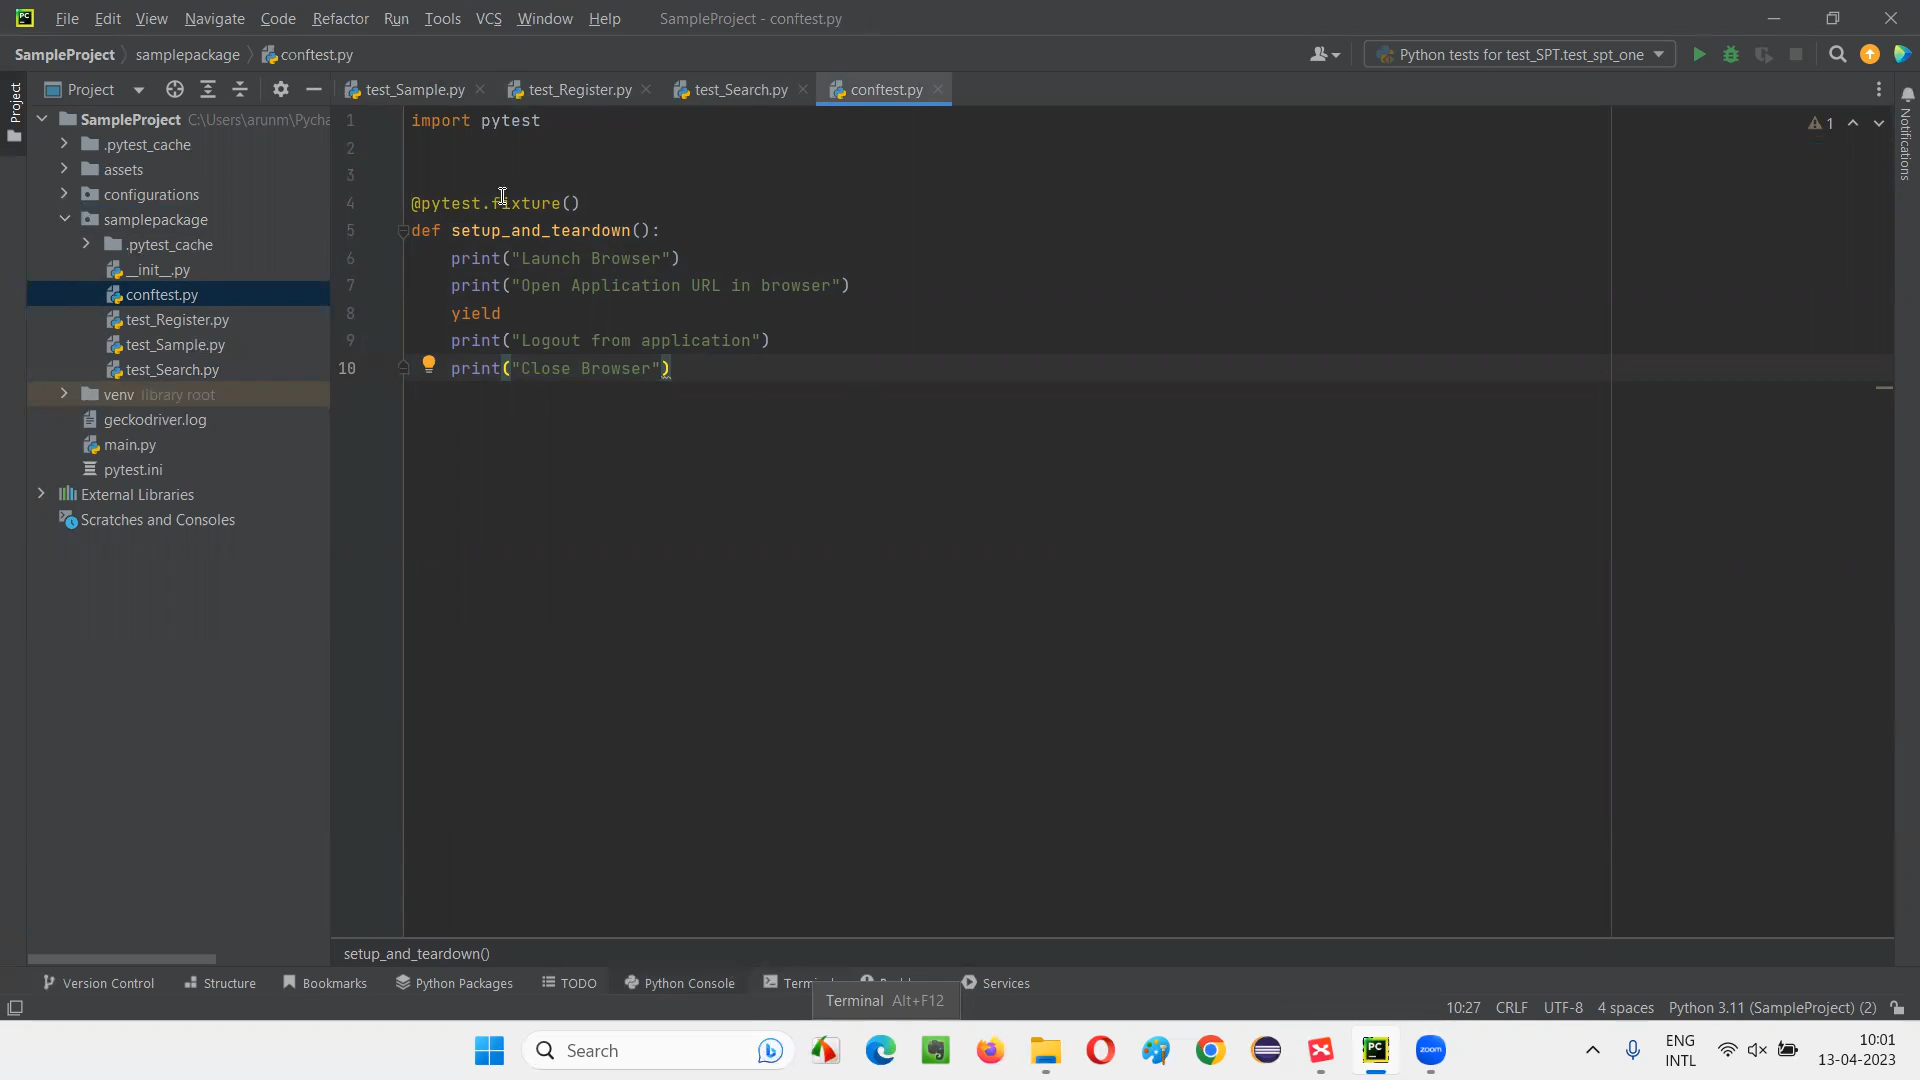 File Edit View Navigate Code Refactor Run Tools VCS Window Help SampleProject - conftest.py
SampleProject samplepackage conftest.py Python tests for test_SPT.test_spt_one
Project
Project
test_Sample.py test_Register.py test_Search.py conftest.py
SampleProject C:\Users\arunm\Pycha
.pytest_cache
assets
configurations
samplepackage
.pytest_cache
__init__.py
conftest.py
test_Register.py
test_Sample.py
test_Search.py
venv library root
geckodriver.log
main.py
pytest.ini
External Libraries
Scratches and Consoles
1 import pytest
2
3
4 @pytest.fixture()
5 def setup_and_teardown():
6 print("Launch Browser")
7 print("Open Application URL in browser")
8 yield
9 print("Logout from application")
10 print("Close Browser")
1
Notifications
setup_and_teardown()
Version Control Structure Bookmarks Python Packages TODO Python Console Services
Terminal Alt+F12
10:27 CRLF UTF-8 4 spaces Python 3.11 (SampleProject) (2)
Search
zoom
ENG
INTL
10:01
13-04-2023